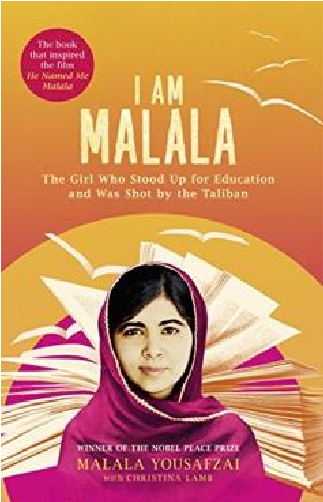 The book
that inspired
the film
He Named Me
Malala
I AM
MALALA
The Girl Who Stood Up for Education
and Was Shot by the Taliban
WINNER OF THE NOBEL PEACE PRIZE
MALALA YOUSAFZAI
with CHRISTINA LAMB